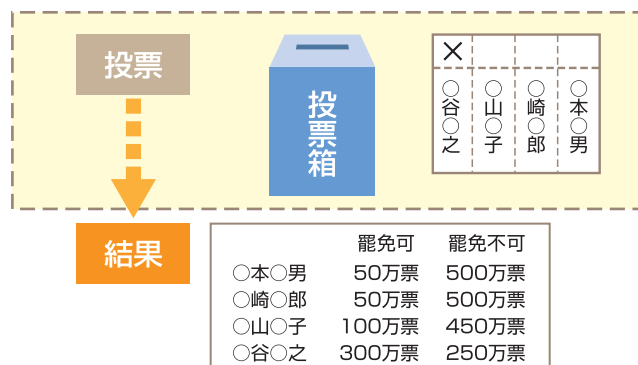 投票
投票箱
×
○本○男
○崎○郎
○山○子
○谷○之
結果
罷免可 罷免不可
○本○男 50万票 500万票
○崎○郎 50万票 500万票
○山○子 100万票 450万票
○谷○之 300万票 250万票